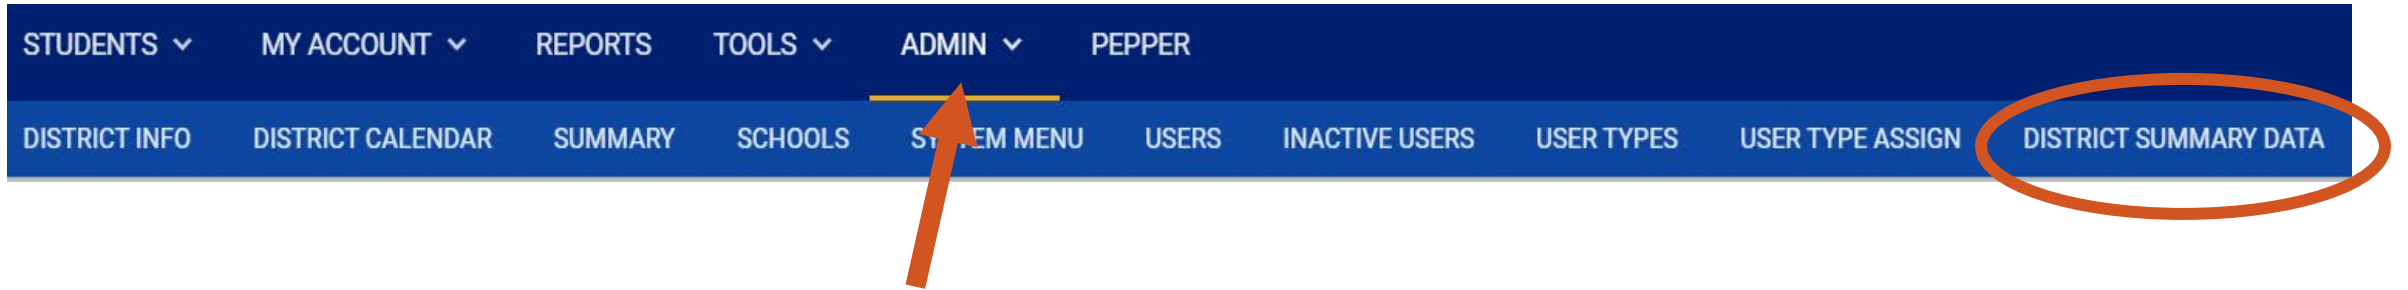 STUDENTS MY ACCOUNT REPORTS TOOLS ADMIN PEPPER
DISTRICT INFO DISTRICT CALENDAR SUMMARY SCHOOLS SYSTEM MENU USERS INACTIVE USERS USER TYPES USER TYPE ASSIGN DISTRICT SUMMARY DATA